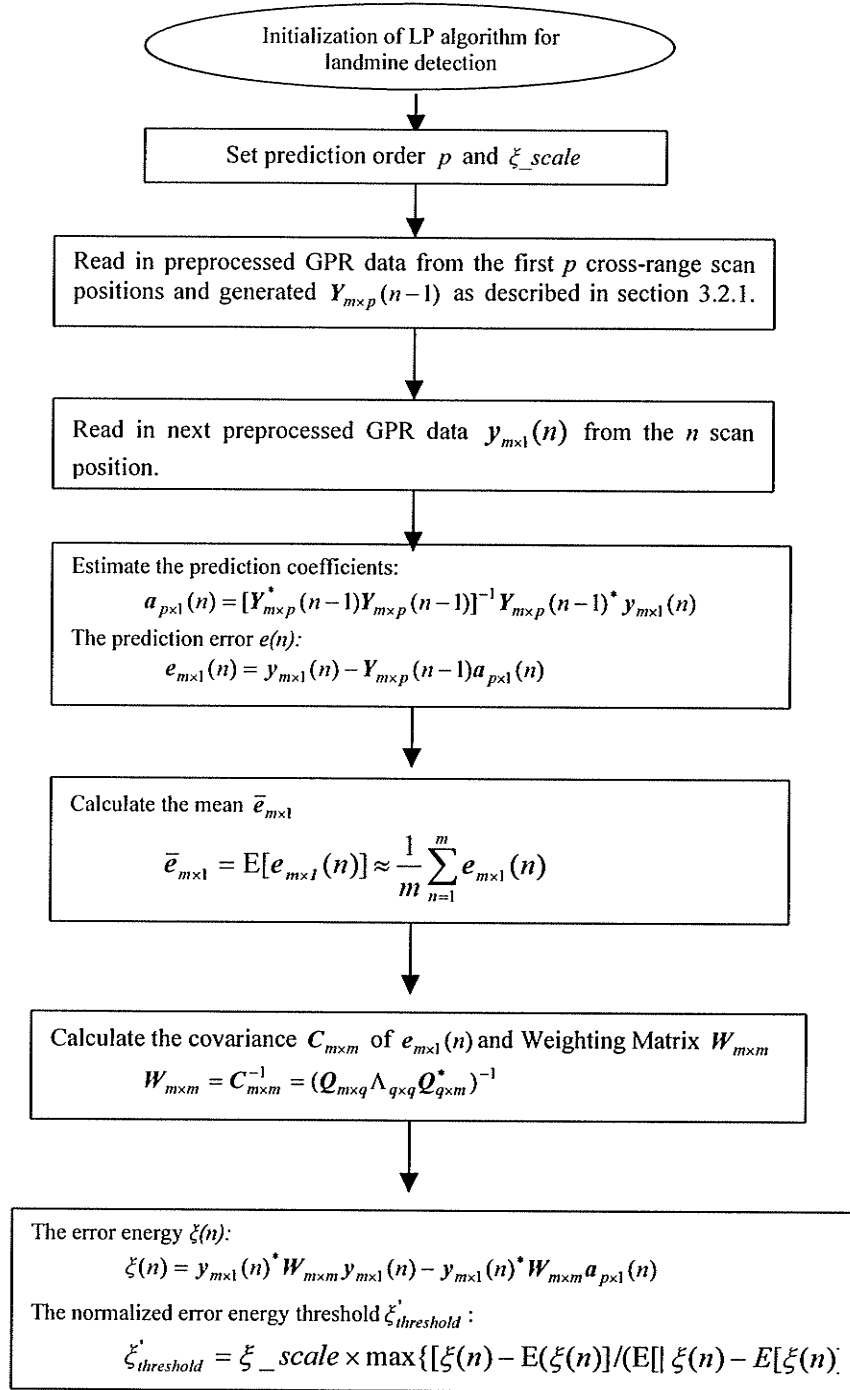 Initialization of LP algorithm for
landmine detection
Set prediction order p and ξ_scale
Read in preprocessed GPR data from the first p cross-range scan
positions and generated Y_{m×p}(n−1) as described in section 3.2.1.
Read in next preprocessed GPR data y_{m×1}(n) from the n scan
position.
Estimate the prediction coefficients:
a_{p×1}(n) = [Y^*_{m×p}(n−1)Y_{m×p}(n−1)]^{-1} Y_{m×p}(n−1)^* y_{m×1}(n)
The prediction error e(n):
e_{m×1}(n) = y_{m×1}(n) − Y_{m×p}(n−1)a_{p×1}(n)
Calculate the mean ē_{m×1}
ē_{m×1} = E[e_{m×1}(n)] ≈ \frac{1}{m} \sum_{n=1}^{m} e_{m×1}(n)
Calculate the covariance C_{m×m} of e_{m×1}(n) and Weighting Matrix W_{m×m}
W_{m×m} = C^{-1}_{m×m} = (Q_{m×q} Λ_{q×q} Q^*_{q×m})^{-1}
The error energy ξ(n):
ξ(n) = y_{m×1}(n)^* W_{m×m} y_{m×1}(n) − y_{m×1}(n)^* W_{m×m} a_{p×1}(n)
The normalized error energy threshold ξ'_{threshold} :
ξ'_{threshold} = ξ_scale × max{[ξ(n) − E(ξ(n)]/(E[| ξ(n) − E[ξ(n)